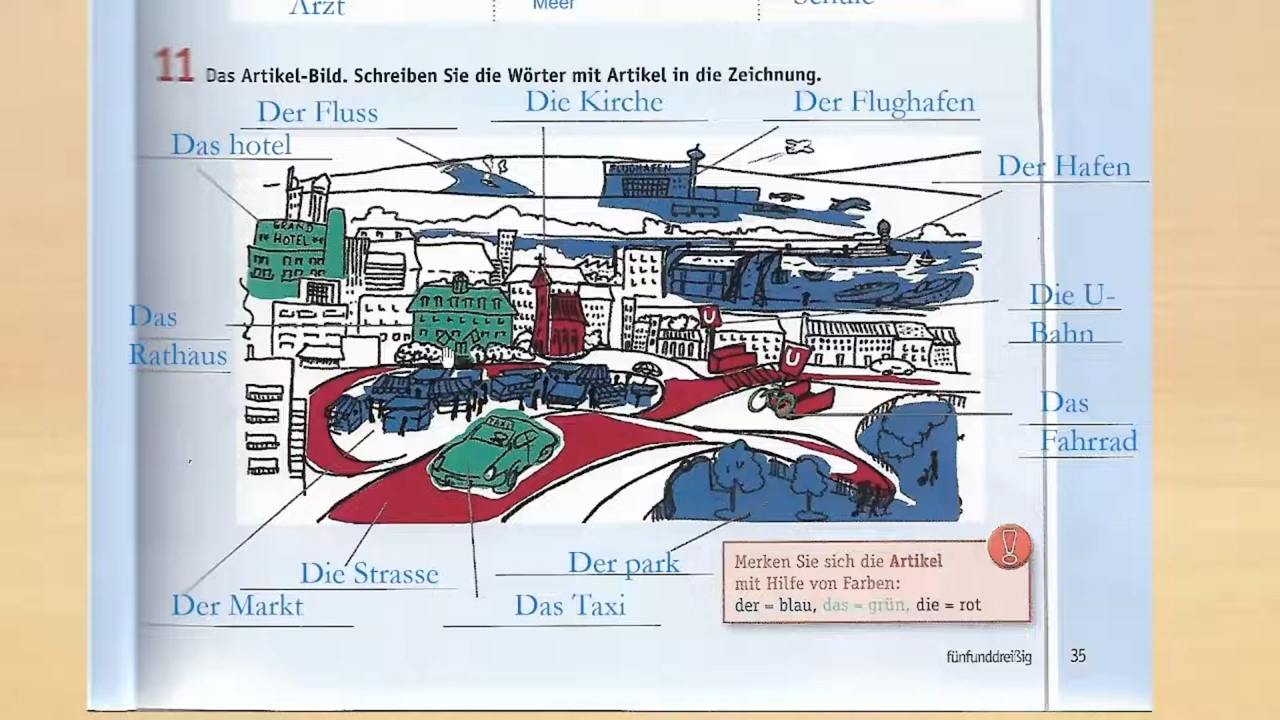 Arzt
Meer
Schule
11 Das Artikel-Bild. Schreiben Sie die Wörter mit Artikel in die Zeichnung.
Der Fluss
Die Kirche
Der Flughafen
Das hotel
Der Hafen
FLUGHAFEN
GRAND
HOTEL
Das
Rathaus
Die U-
Bahn
U
U
Das
Fahrrad
TAXI
Der park
Die Strasse
Der Markt
Das Taxi
Merken Sie sich die Artikel
mit Hilfe von Farben:
der = blau, das = grün, die = rot
fünfunddreißig 35